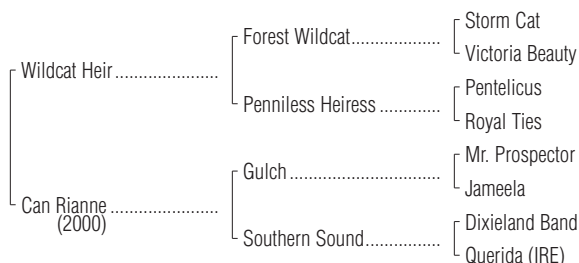 Storm Cat
Forest Wildcat
Victoria Beauty
Wildcat Heir
Pentelicus
Penniless Heiress
Royal Ties
Mr. Prospector
Gulch
Jameela
Can Rianne
(2000)
Dixieland Band
Southern Sound
Querida (IRE)